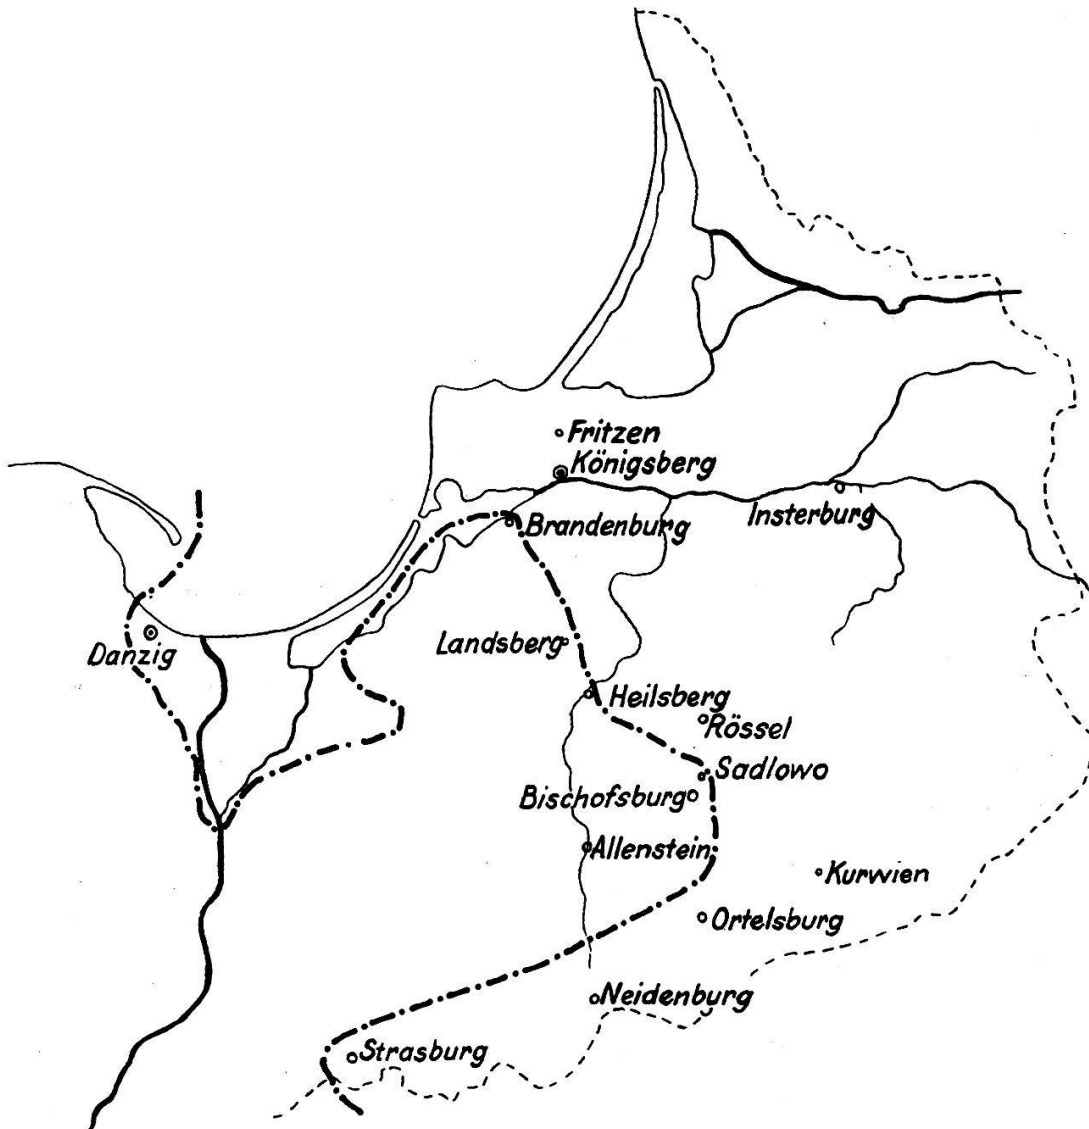 Fritzen
Königsberg
Insterburg
Brandenburg
Danzig
Landsberg
Heilsberg
Rössel
Sadlowo
Bischofsburg
Allenstein
Kurwien
Ortelsburg
Neidenburg
Strasburg